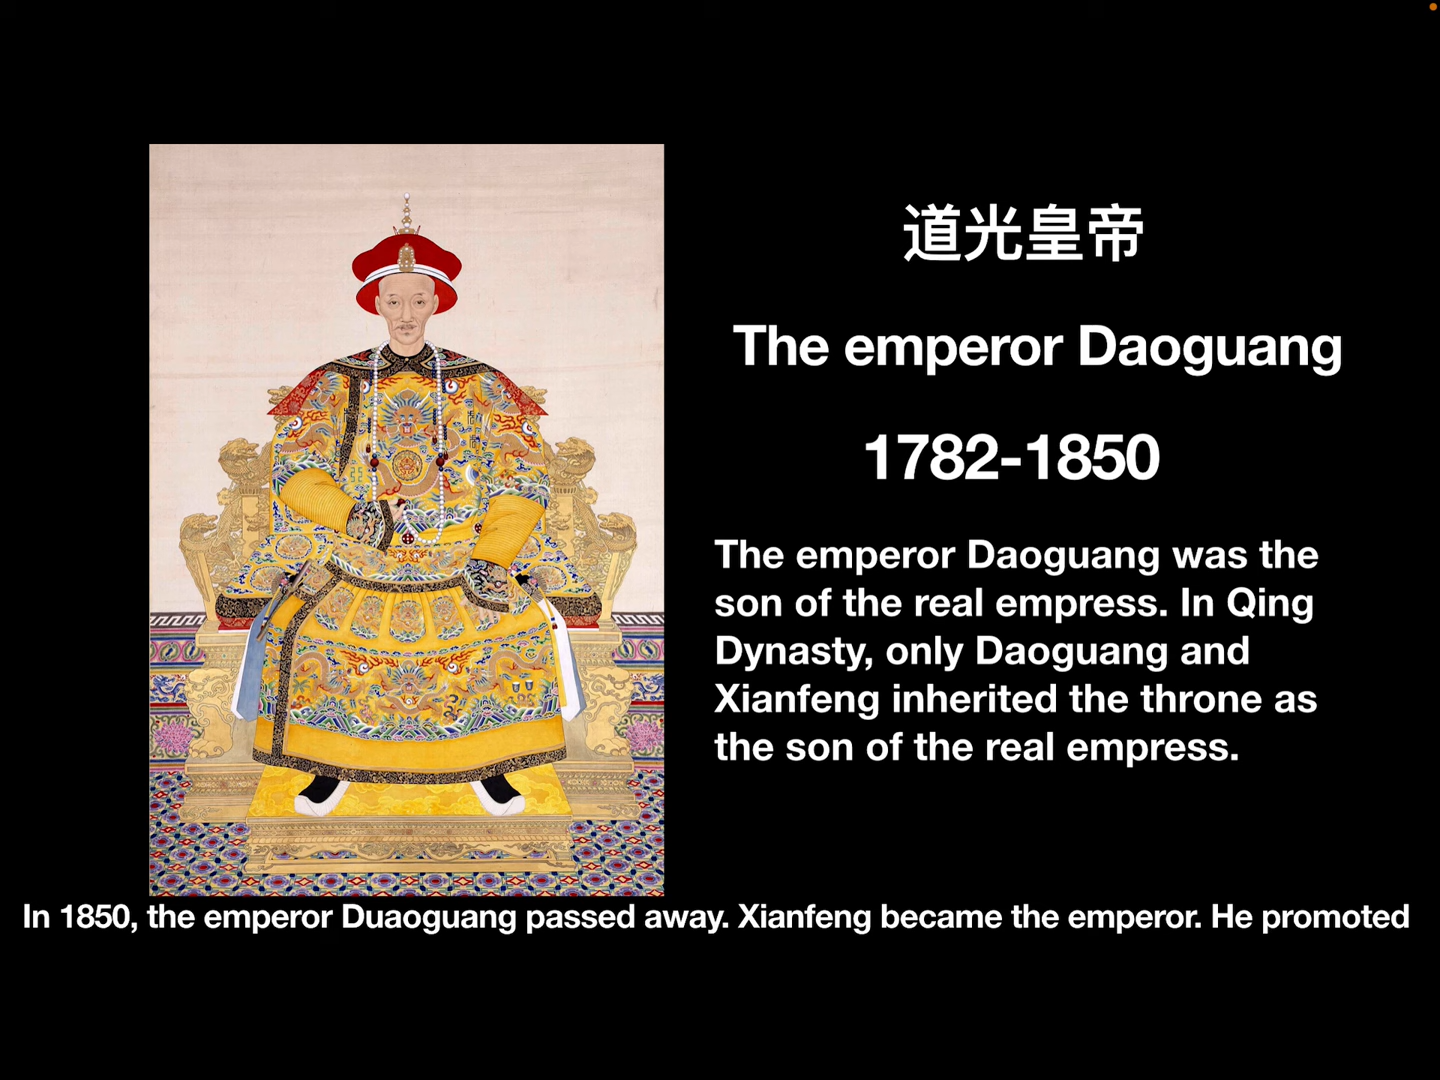 道光皇帝
The emperor Daoguang
1782-1850
The emperor Daoguang was the
son of the real empress. In Qing
Dynasty, only Daoguang and
Xianfeng inherited the throne as
the son of the real empress.
In 1850, the emperor Duaoguang passed away. Xianfeng became the emperor. He promoted